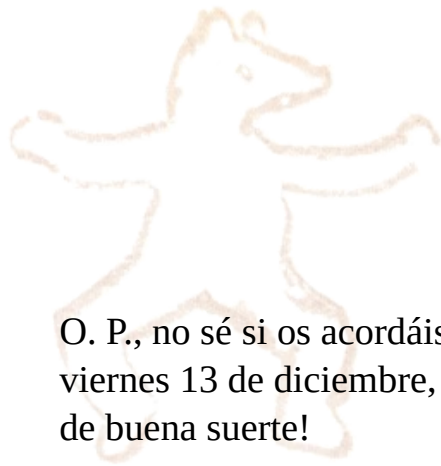 O. P., no sé si os acordáis
viernes 13 de diciembre,
de buena suerte!